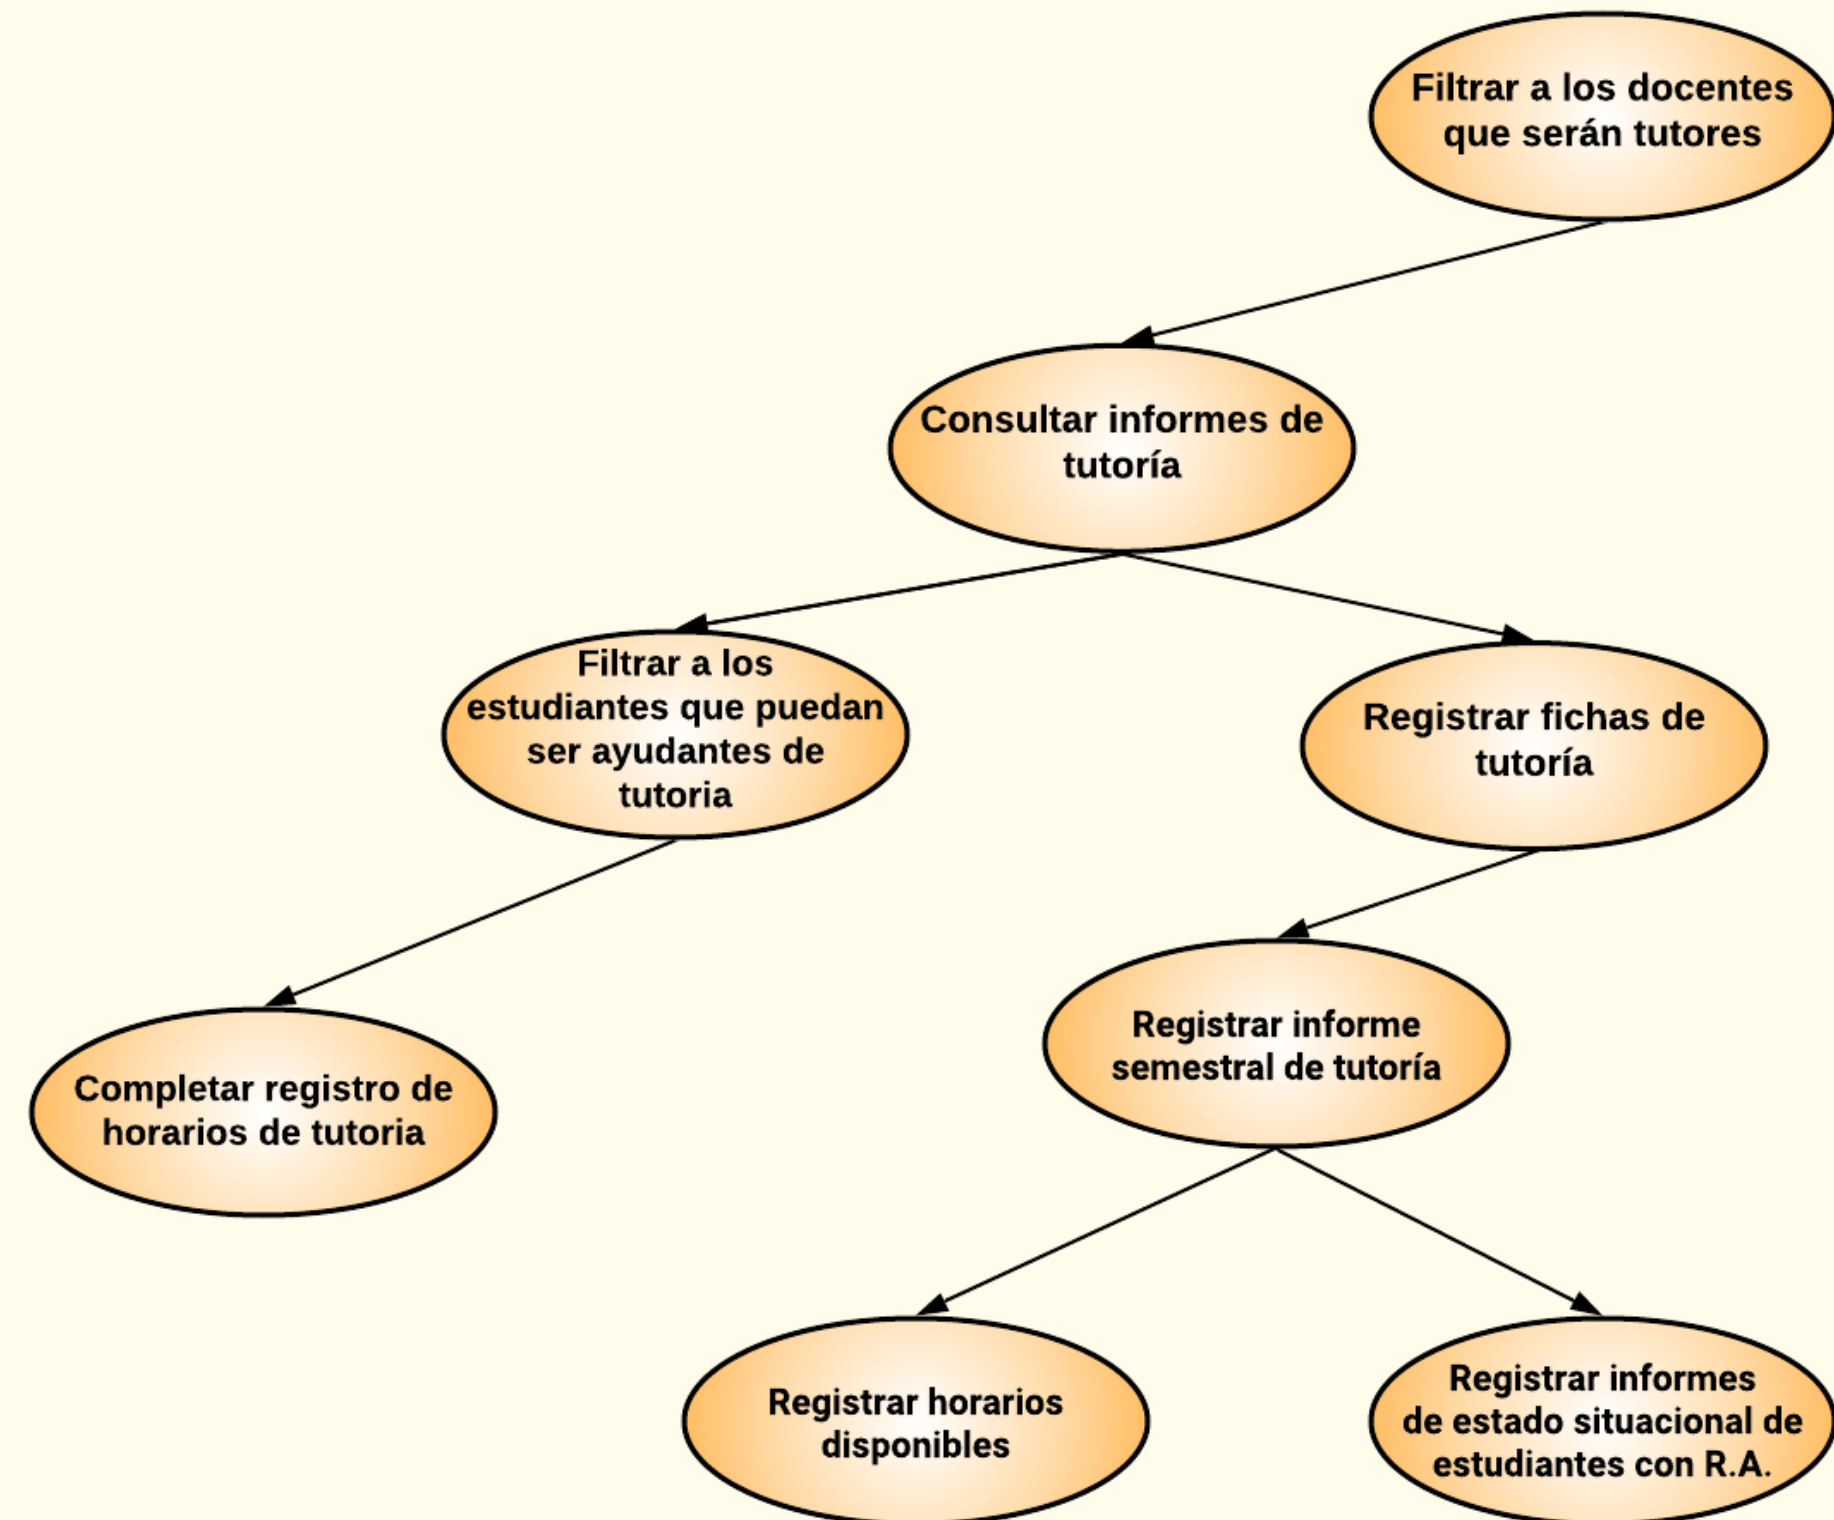 Filtrar a los docentes
que serán tutores
Consultar informes de
tutoría
Filtrar a los
estudiantes que puedan
ser ayudantes de
tutoria
Registrar fichas de
tutoría
Registrar informe
semestral de tutoría
Completar registro de
horarios de tutoria
Registrar horarios
disponibles
Registrar informes
de estado situacional de
estudiantes con R.A.